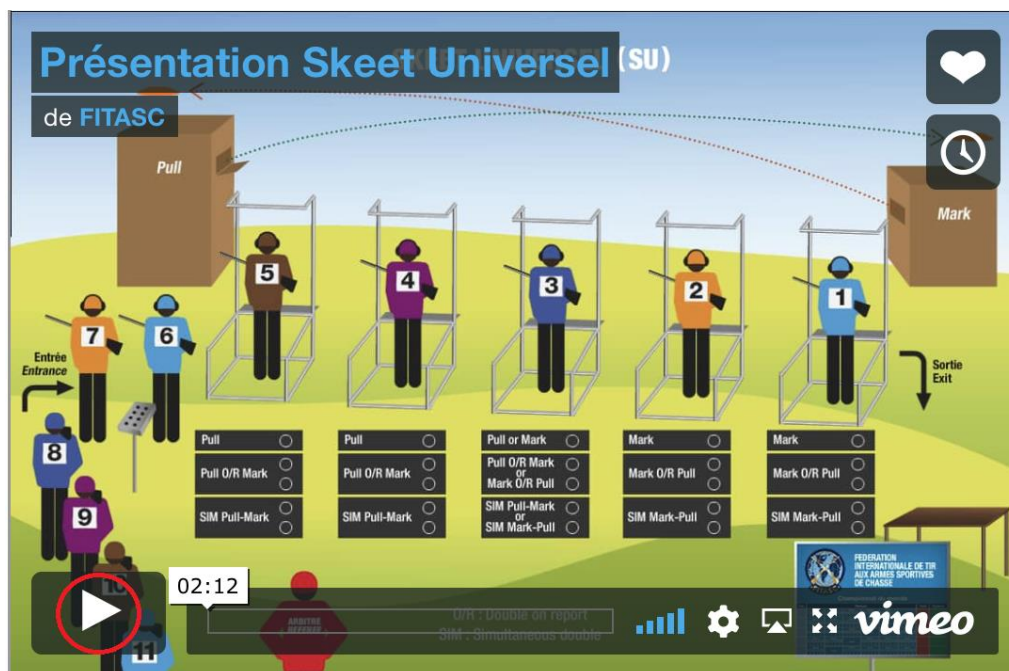 Présentation Skeet Universel
(SU)
de FITASC
Pull
Mark
5
4
3
2
1
7
6
Entrée
Entrance
Sortie
Exit
8
9
10
11
Pull
Pull O/R Mark
SIM Pull-Mark
Pull
Pull O/R Mark
SIM Pull-Mark
Pull or Mark
Pull O/R Mark
or
Mark O/R Pull
SIM Pull-Mark
or
SIM Mark-Pull
Mark
Mark O/R Pull
SIM Mark-Pull
Mark
Mark O/R Pull
SIM Mark-Pull
FEDERATION
INTERNATIONALE DE TIR
AUX ARMES SPORTIVES
DE CHASSE
02:12
ARBITRE
REFEREE
O/R : Double on report
SIM : Simultaneous double
vimeo